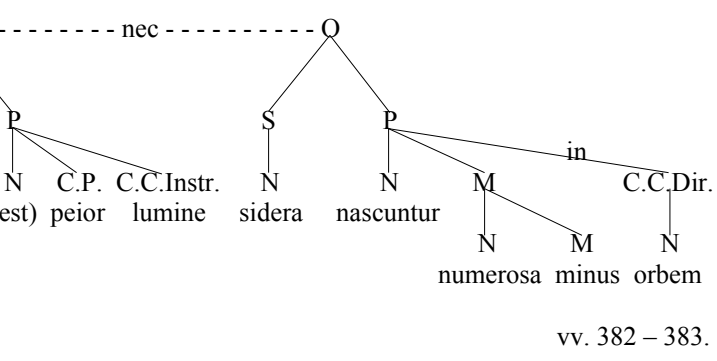 - - - - - - - - nec - - - - - - - - - - O
P S P
in
N C.P. C.C.Instr. N N M C.C.Dir.
est) peior lumine sidera nascuntur
N M N
numerosa minus orbem
vv. 382 – 383.